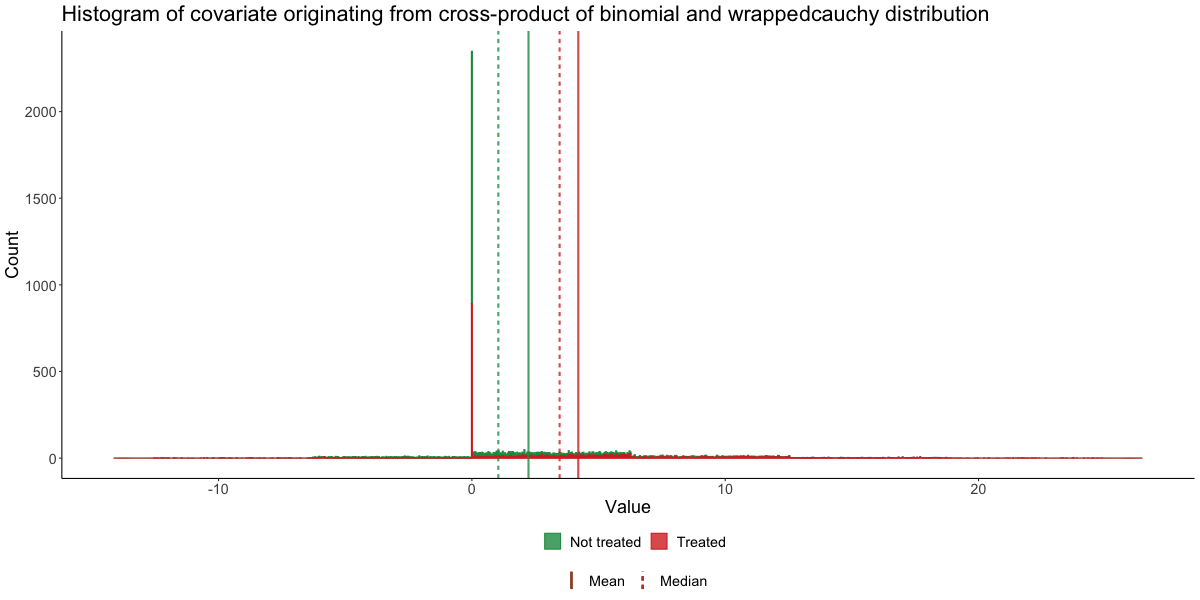 Histogram of covariate originating from cross-product of binomial and wrappedcauchy distribution
Count
2000
1500
1000
500
0
-10 0 10 20
Value
Not treated Treated
Mean Median